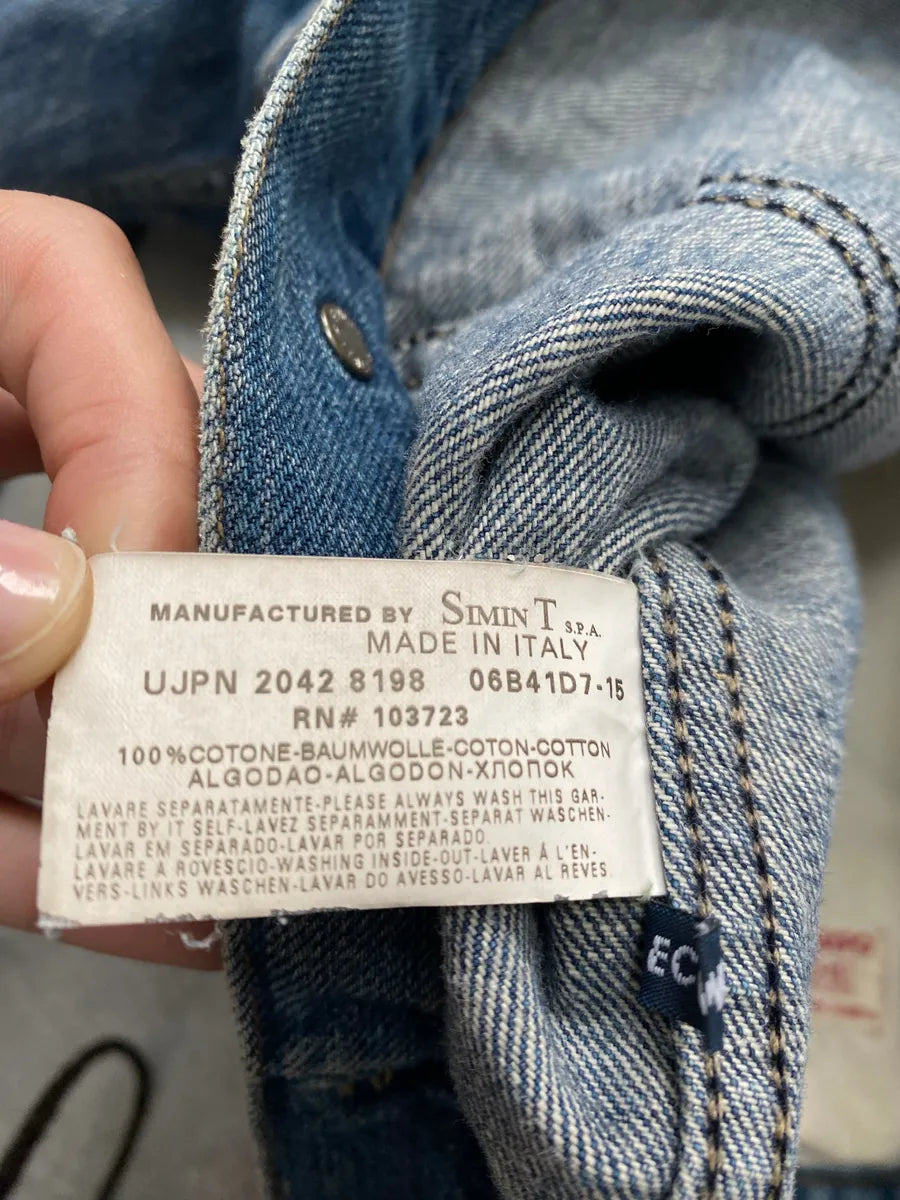 MANUFACTURED BY SIMINT S.P.A.
MADE IN ITALY
UJPN 2042 8198 06B41D7-15
RN# 103723
100%COTONE-BAUMWOLLE-COTON-COTTON
ALGODAO-ALGODON-ХЛОПОК
LAVARE SEPARATAMENTE-PLEASE ALWAYS WASH THIS GAR-
MENT BY IT SELF-LAVEZ SEPARAMMENT-SEPARAT WASCHEN-
LAVAR EM SEPARADO-LAVAR POR SEPARADO.
LAVARE A ROVESCIO-WASHING INSIDE-OUT-LAVER Á L'EN-
VERS-LINKS WASCHEN-LAVAR DO AVESSO-LAVAR AL REVES.
EC